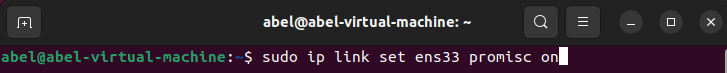 abel@abel-virtual-machine: ~
abel@abel-virtual-machine:~$ sudo ip link set ens33 promisc on